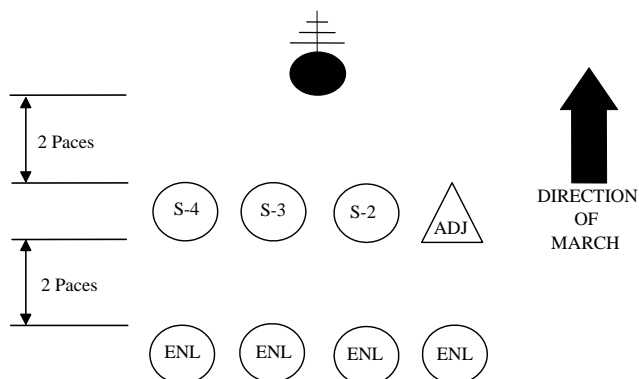 2 Paces
S-4 S-3 S-2 ADJ
DIRECTION
OF
MARCH
2 Paces
ENL ENL ENL ENL